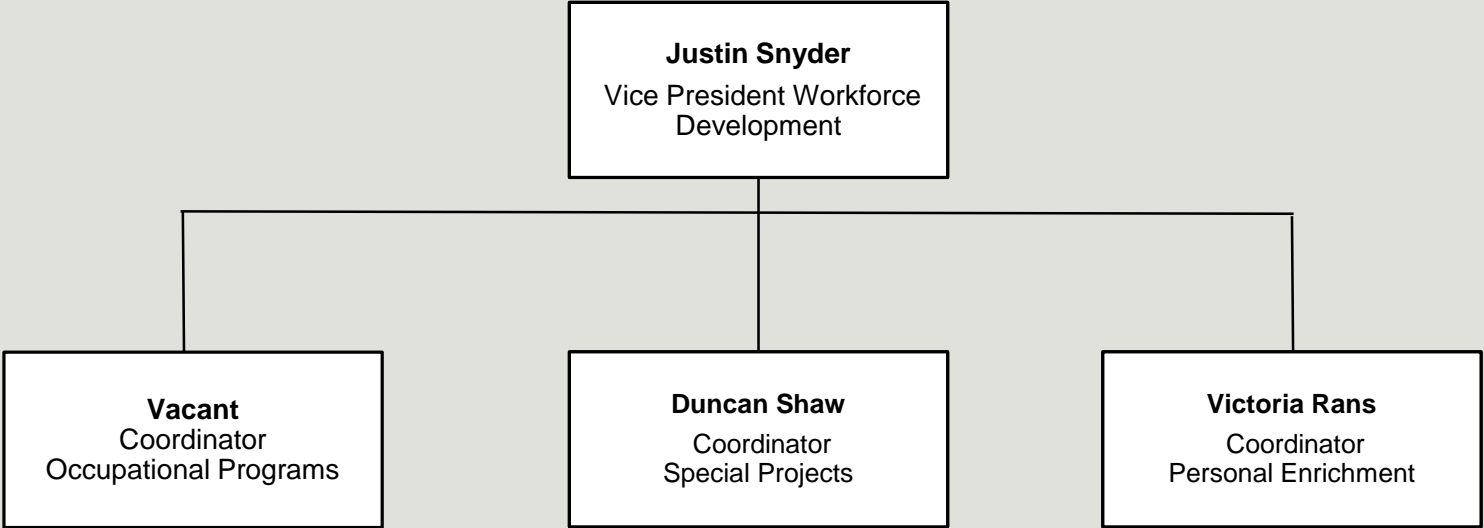 Justin Snyder
Vice President Workforce
Development
Vacant
Coordinator
Occupational Programs
Duncan Shaw
Coordinator
Special Projects
Victoria Rans
Coordinator
Personal Enrichment